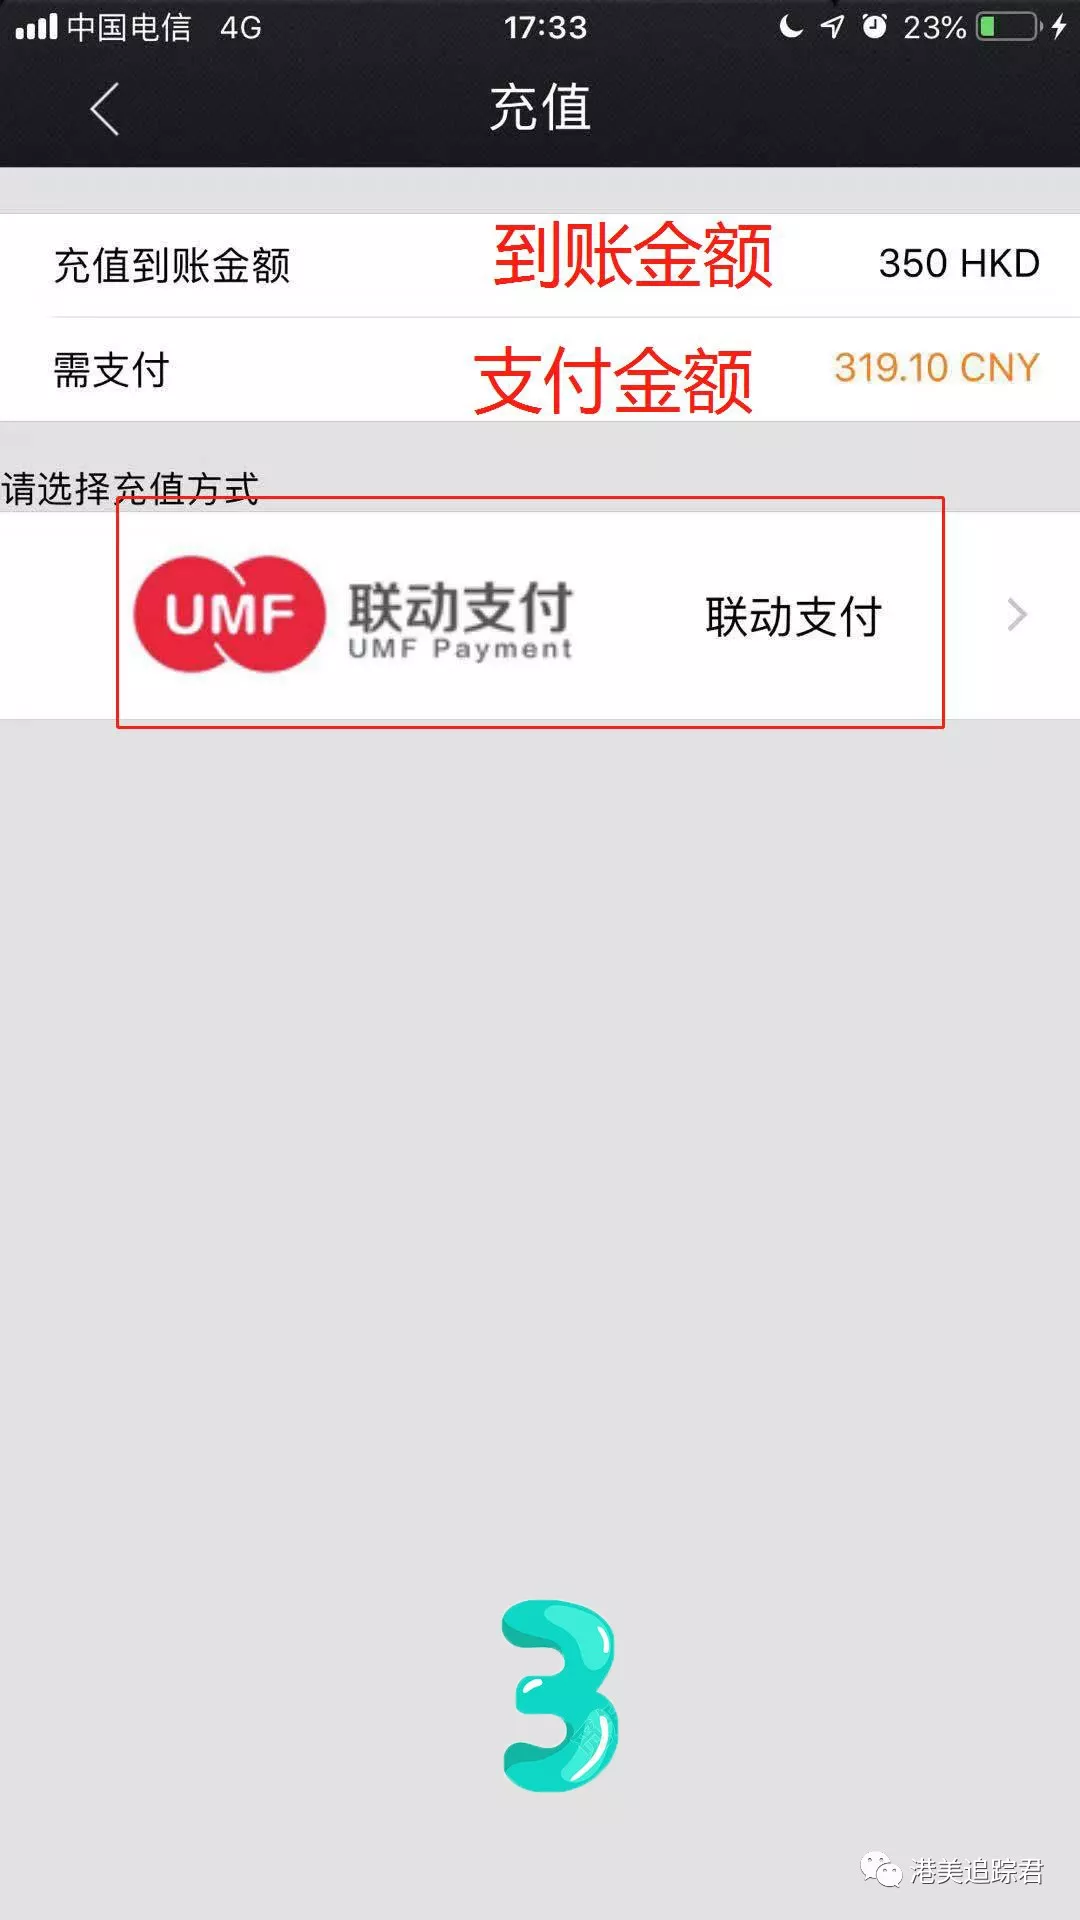 中国电信 4G 17:33 23%
充值
充值到账金额 到账金额 350 HKD
需支付 支付金额 319.10 CNY
请选择充值方式
UMF 联动支付 联动支付
UMF Payment
3
港美追踪君